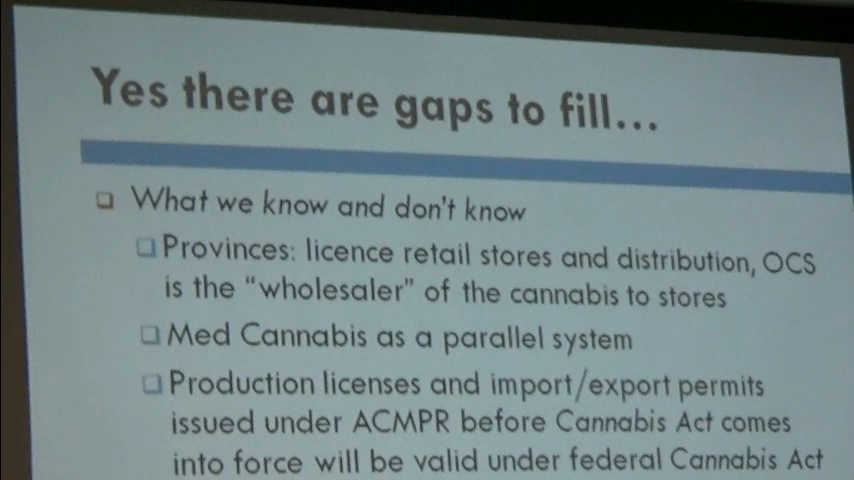 Yes there are gaps to fill...
What we know and don't know
Provinces: licence retail stores and distribution, OCS
is the "wholesaler" of the cannabis to stores
Med Cannabis as a parallel system
Production licenses and import/export permits
issued under ACMPR before Cannabis Act comes
into force will be valid under federal Cannabis Act